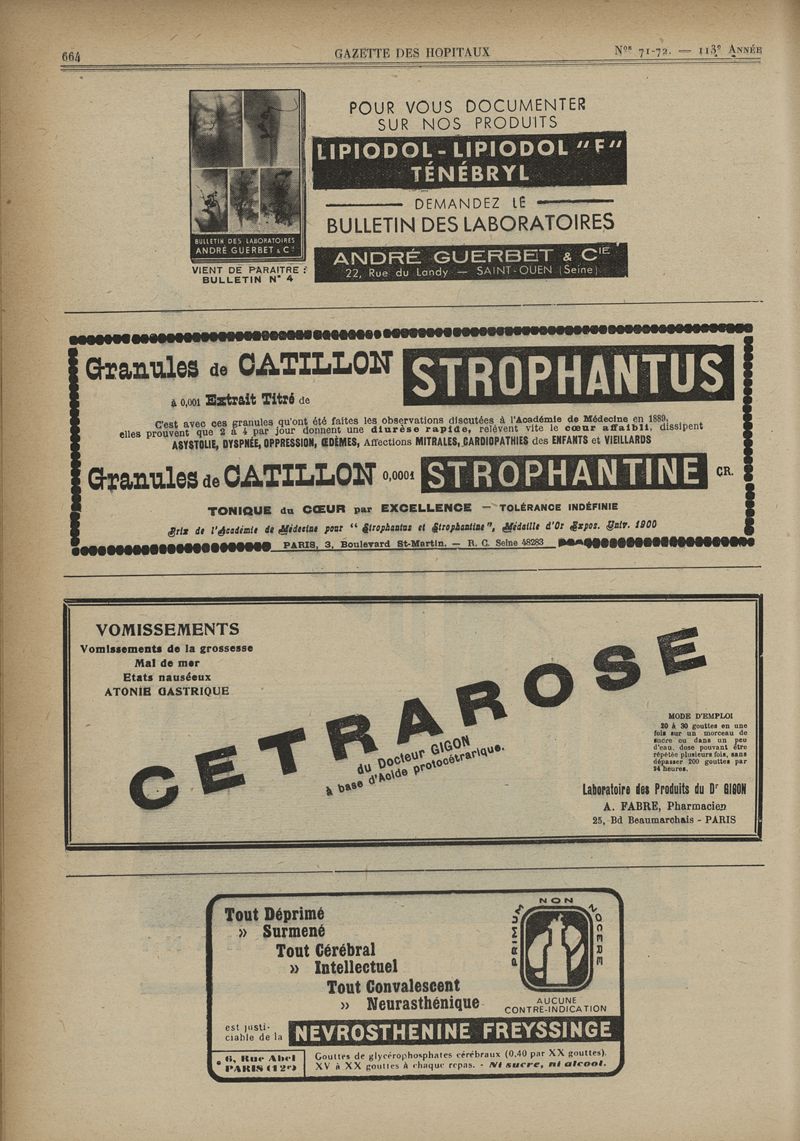 664
GAZETTE DES HOPITAUX
Nos 71-72. — 113e ANNÉE
BULLETIN DES LABORATOIRES
ANDRÉ GUERBET & Cie
VIENT DE PARAITRE :
BULLETIN N° 4
POUR VOUS DOCUMENTER
SUR NOS PRODUITS
LIPIODOL - LIPIODOL "F"
TÉNÉBRYL
DEMANDEZ LE
BULLETIN DES LABORATOIRES
ANDRÉ GUERBET & CIE
22, Rue du Landy — SAINT-OUEN (Seine)
Granules de CATILLON STROPHANTUS
à 0,001 Extrait Titré de
C'est avec ces granules qu'ont été faites les observations discutées à l'Académie de Médecine en 1889,
elles prouvent que 2 à 4 par jour donnent une diurèse rapide, relèvent vite le cœur affaibli, dissipent
ASYSTOLIE, DYSPNÉE, OPPRESSION, ŒDÈMES, Affections MITRALES, CARDIOPATHIES des ENFANTS et VIEILLARDS
Granules de CATILLON 0,0001 STROPHANTINE CR.
TONIQUE du CŒUR par EXCELLENCE — TOLÉRANCE INDÉFINIE
Prix de l'Académie de Médecine pour " Strophantus et Strophantine", Médaille d'Or Expos. Univ. 1900
PARIS, 3, Boulevard St-Martin. — R. C. Seine 48283
VOMISSEMENTS
Vomissements de la grossesse
Mal de mer
Etats nauséeux
ATONIE GASTRIQUE
CETRAROSE
du Docteur GIGON
à base d'Acide protocétrarique.
MODE D'EMPLOI
20 à 30 gouttes en une
fois sur un morceau de
sucre ou dans un peu
d'eau, dose pouvant être
répétée plusieurs fois, sans
dépasser 200 gouttes par
24 heures.
Laboratoire des Produits du Dr GIGON
A. FABRE, Pharmacien
25, Bd Beaumarchais - PARIS
Tout Déprimé
» Surmené
Tout Cérébral
» Intellectuel
Tout Convalescent
» Neurasthénique
PRIMUM NON NOCERE
AUCUNE
CONTRE-INDICATION
est justi-
ciable de la
NEVROSTHENINE FREYSSINGE
6, Rue Abel
PARIS (12e)
Gouttes de glycérophosphates cérébraux (0,40 par XX gouttes).
XV à XX gouttes à chaque repas. - Ni sucre, ni alcool.